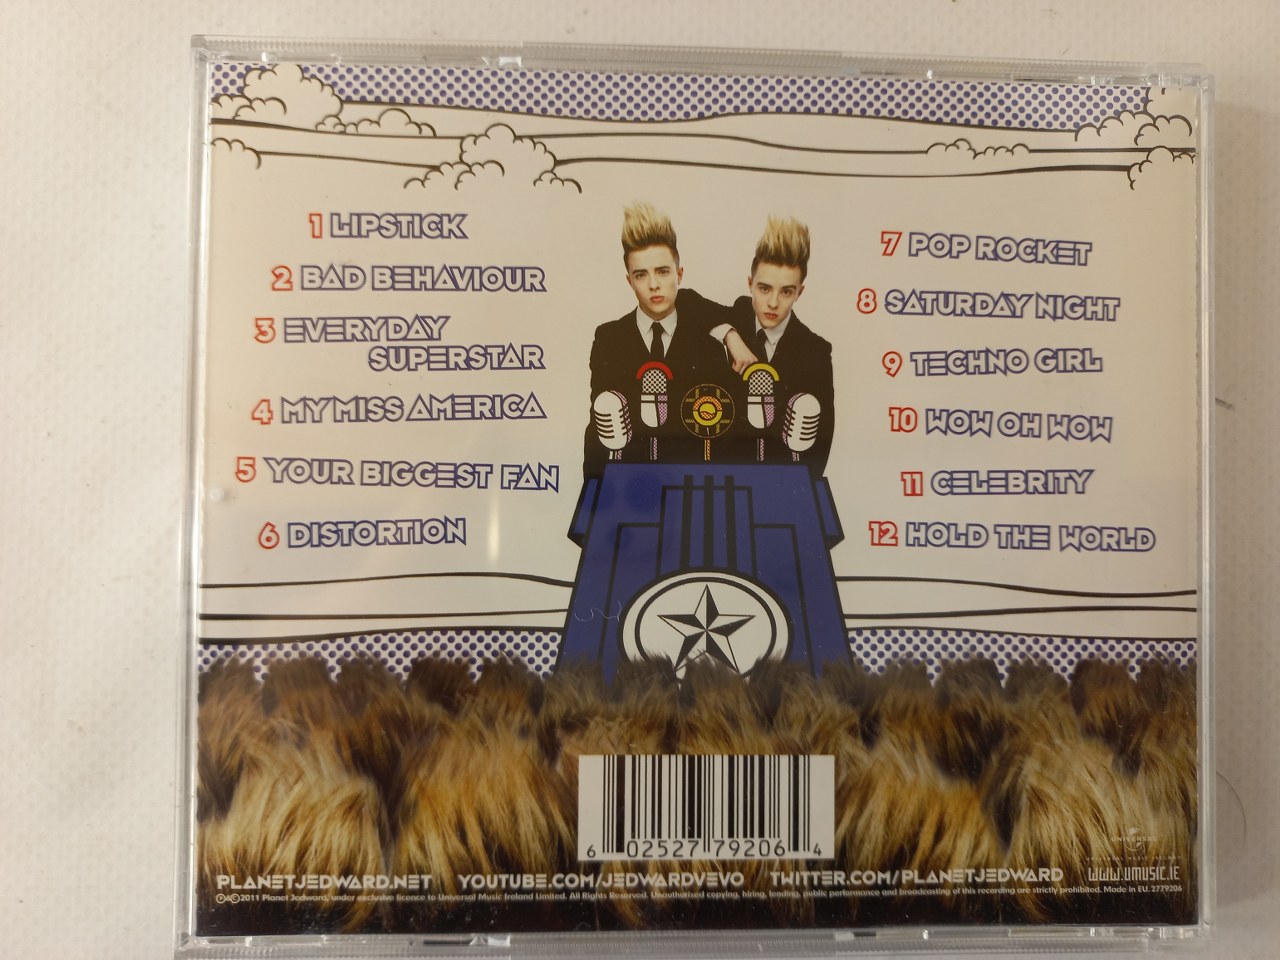 1 LIPSTICK
2 BAD BEHAVIOUR
3 EVERYDAY
SUPERSTAR
4 MY MISS AMERICA
5 YOUR BIGGEST FAN
6 DISTORTION
7 POP ROCKET
8 SATURDAY NIGHT
9 TECHNO GIRL
10 WOW OH WOW
11 CELEBRITY
12 HOLD THE WORLD
6 02527 79206 4
UNIVERSAL
UNIVERSAL MUSIC IRELAND
PLANETJEDWARD.NET YOUTUBE.COM/JEDWARDVEVO TWITTER.COM/PLANETJEDWARD WWW.UMUSIC.IE
℗&©2011 Planet Jedward, under exclusive licence to Universal Music Ireland Limited. All Rights Reserved. Unauthorised copying, hiring, lending, public performance and broadcasting of this recording are strictly prohibited. Made in EU. 2779206